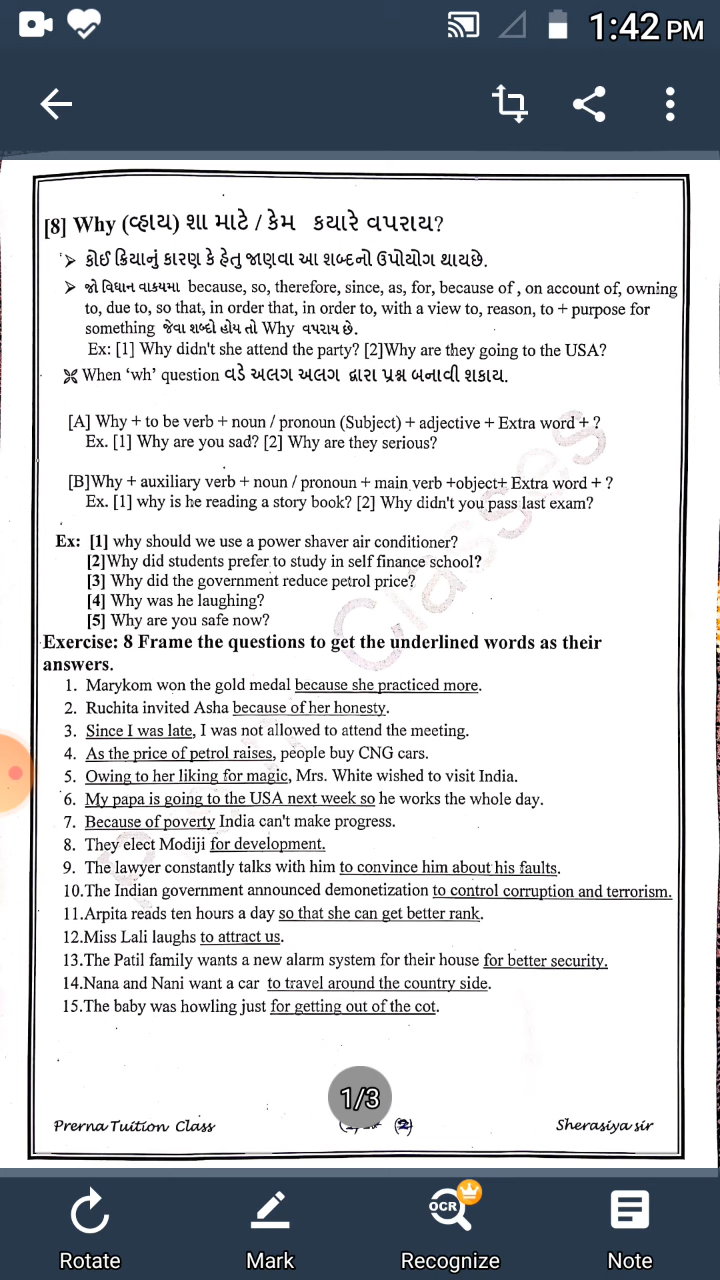 1:42 PM
[8] Why (વ્હાય) શા માટે / કેમ કયારે વપરાય?
➢ કોઈ ક્રિયાનું કારણ કે હેતુ જાણવા આ શબ્દનો ઉપોયોગ થાયછે.
➢ જો વિધાન વાકયમા because, so, therefore, since, as, for, because of , on account of, owning
to, due to, so that, in order that, in order to, with a view to, reason, to + purpose for
something જેવા શબ્દો હોય તો Why વપરાય છે.
Ex: [1] Why didn't she attend the party? [2]Why are they going to the USA?
⌘ When ‘wh’ question વડે અલગ અલગ દ્વારા પ્રશ્ન બનાવી શકાય.
[A] Why + to be verb + noun / pronoun (Subject) + adjective + Extra word + ?
Ex. [1] Why are you sad? [2] Why are they serious?
[B]Why + auxiliary verb + noun / pronoun + main verb +object+ Extra word + ?
Ex. [1] why is he reading a story book? [2] Why didn't you pass last exam?
Ex: [1] why should we use a power shaver air conditioner?
[2]Why did students prefer to study in self finance school?
[3] Why did the government reduce petrol price?
[4] Why was he laughing?
[5] Why are you safe now?
Exercise: 8 Frame the questions to get the underlined words as their
answers.
1. Marykom won the gold medal because she practiced more.
2. Ruchita invited Asha because of her honesty.
3. Since I was late, I was not allowed to attend the meeting.
4. As the price of petrol raises, people buy CNG cars.
5. Owing to her liking for magic, Mrs. White wished to visit India.
6. My papa is going to the USA next week so he works the whole day.
7. Because of poverty India can't make progress.
8. They elect Modiji for development.
9. The lawyer constantly talks with him to convince him about his faults.
10.The Indian government announced demonetization to control corruption and terrorism.
11.Arpita reads ten hours a day so that she can get better rank.
12.Miss Lali laughs to attract us.
13.The Patil family wants a new alarm system for their house for better security.
14.Nana and Nani want a car to travel around the country side.
15.The baby was howling just for getting out of the cot.
1/3
Prerna Tuition Class (2) Sherasiya sir
Classes
OCR
Rotate Mark Recognize Note